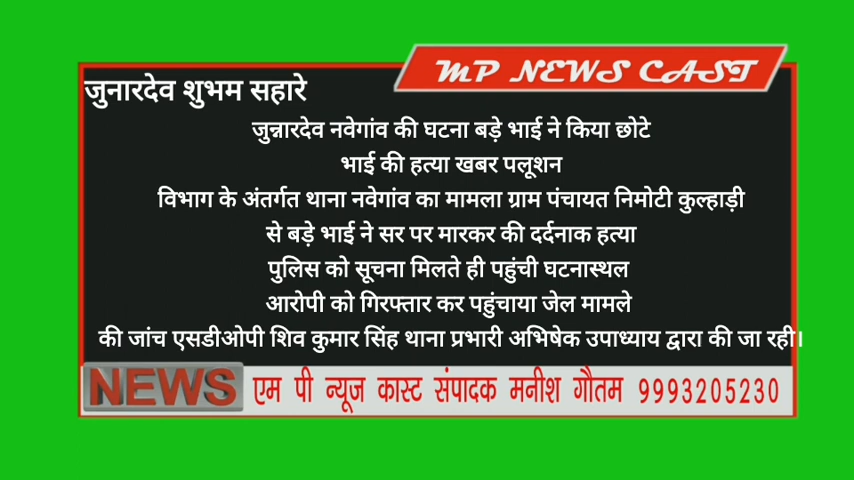 MP NEWS CAST
जुनारदेव शुभम सहारे
जुन्नारदेव नवेगांव की घटना बड़े भाई ने किया छोटे
भाई की हत्या खबर पलूशन
विभाग के अंतर्गत थाना नवेगांव का मामला ग्राम पंचायत निमोटी कुल्हाड़ी
से बड़े भाई ने सर पर मारकर की दर्दनाक हत्या
पुलिस को सूचना मिलते ही पहुंची घटनास्थल
आरोपी को गिरफ्तार कर पहुंचाया जेल मामले
की जांच एसडीओपी शिव कुमार सिंह थाना प्रभारी अभिषेक उपाध्याय द्वारा की जा रही।
NEWS एम पी न्यूज कास्ट संपादक मनीश गौतम 9993205230